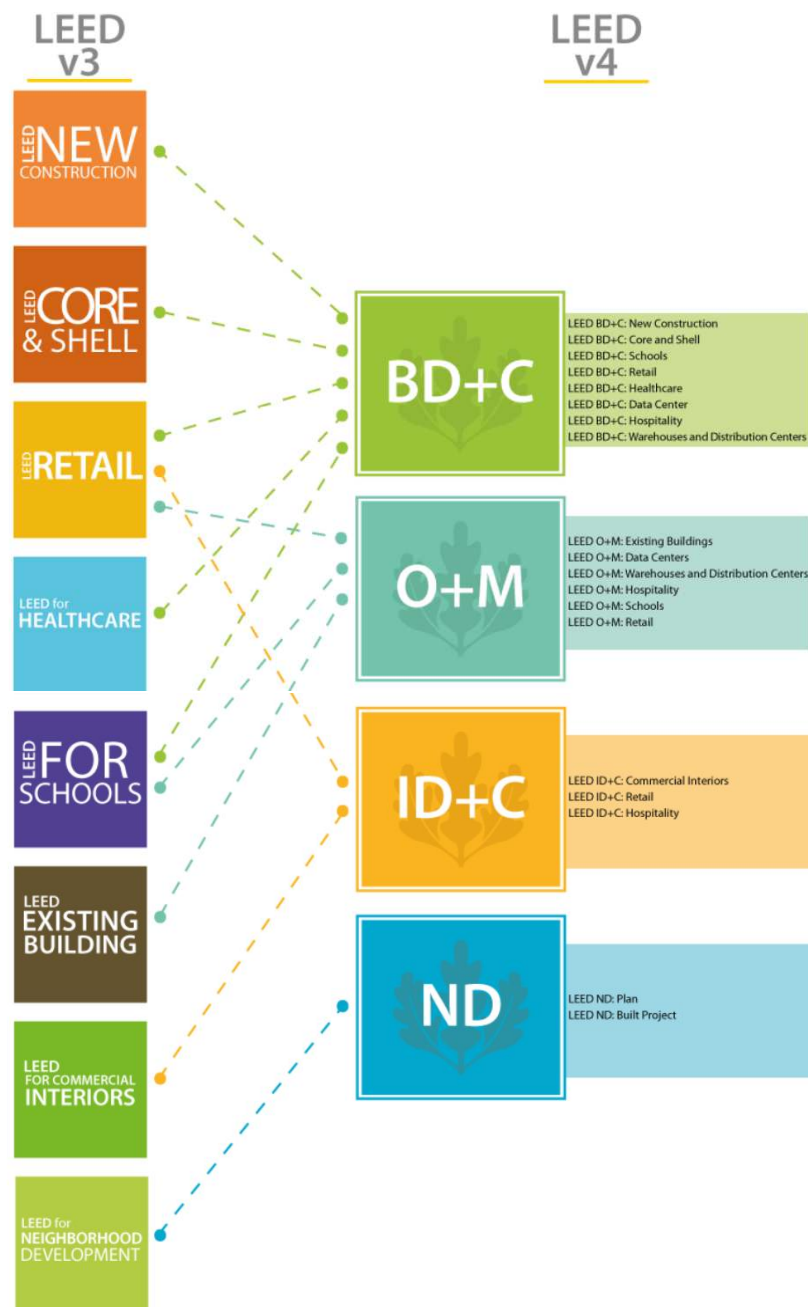 LEED
v3
LEED
v4
LEED NEW
CONSTRUCTION
LEED CORE
& SHELL
LEED RETAIL
LEED for
HEALTHCARE
LEED FOR
SCHOOLS
LEED
EXISTING
BUILDING
LEED
FOR COMMERCIAL
INTERIORS
LEED for
NEIGHBORHOOD
DEVELOPMENT
BD+C
LEED BD+C: New Construction
LEED BD+C: Core and Shell
LEED BD+C: Schools
LEED BD+C: Retail
LEED BD+C: Healthcare
LEED BD+C: Data Center
LEED BD+C: Hospitality
LEED BD+C: Warehouses and Distribution Centers
O+M
LEED O+M: Existing Buildings
LEED O+M: Data Centers
LEED O+M: Warehouses and Distribution Centers
LEED O+M: Hospitality
LEED O+M: Schools
LEED O+M: Retail
ID+C
LEED ID+C: Commercial Interiors
LEED ID+C: Retail
LEED ID+C: Hospitality
ND
LEED ND: Plan
LEED ND: Built Project